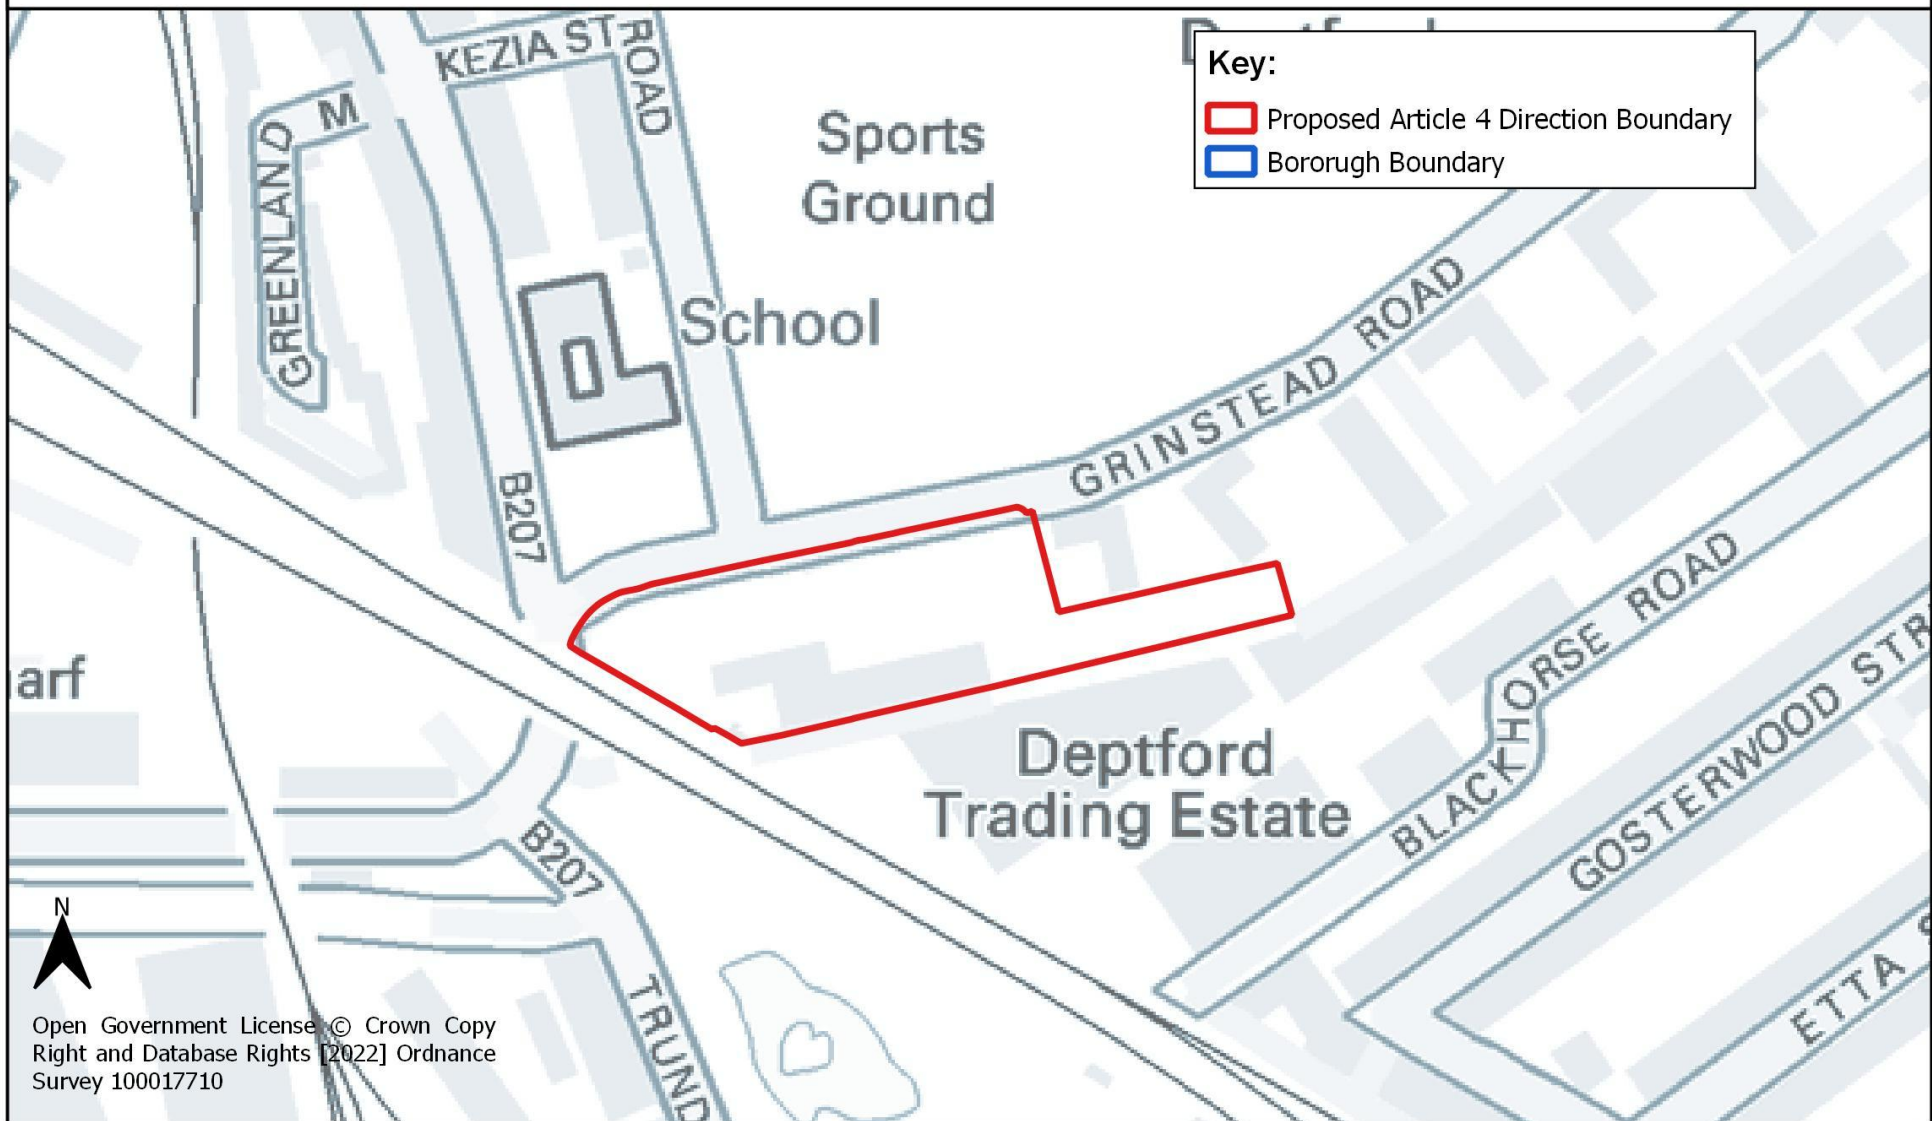 KEZIA ST
ROAD
GREENLAND M
Sports
Ground
School
Key:
Proposed Article 4 Direction Boundary
Bororugh Boundary
GRINSTEAD ROAD
B207
arf
Deptford
Trading Estate
BLACKHORSE ROAD
GOSTERWOOD STR
ETTA S
B207
TRUND
N
Open Government License © Crown Copy
Right and Database Rights [2022] Ordnance
Survey 100017710